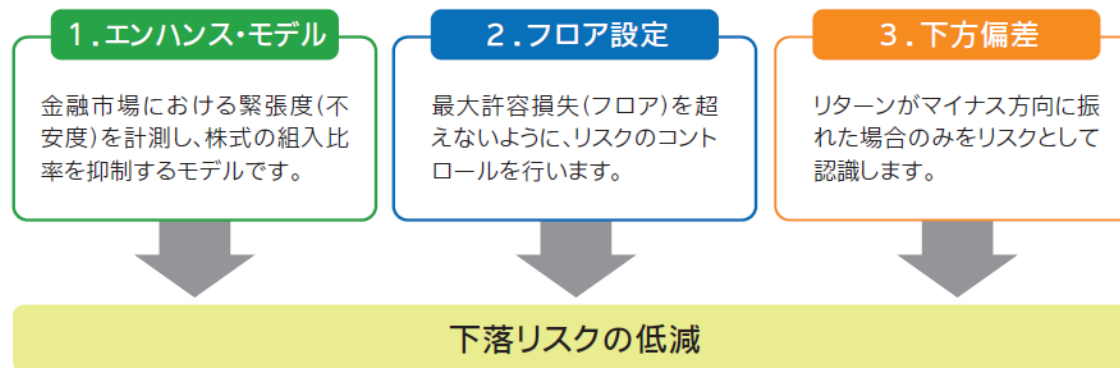 1.エンハンス・モデル
金融市場における緊張度(不
安度)を計測し、株式の組入比
率を抑制するモデルです。
2.フロア設定
最大許容損失(フロア)を超
えないように、リスクのコント
ロールを行います。
3.下方偏差
リターンがマイナス方向に振
れた場合のみをリスクとして
認識します。
下落リスクの低減